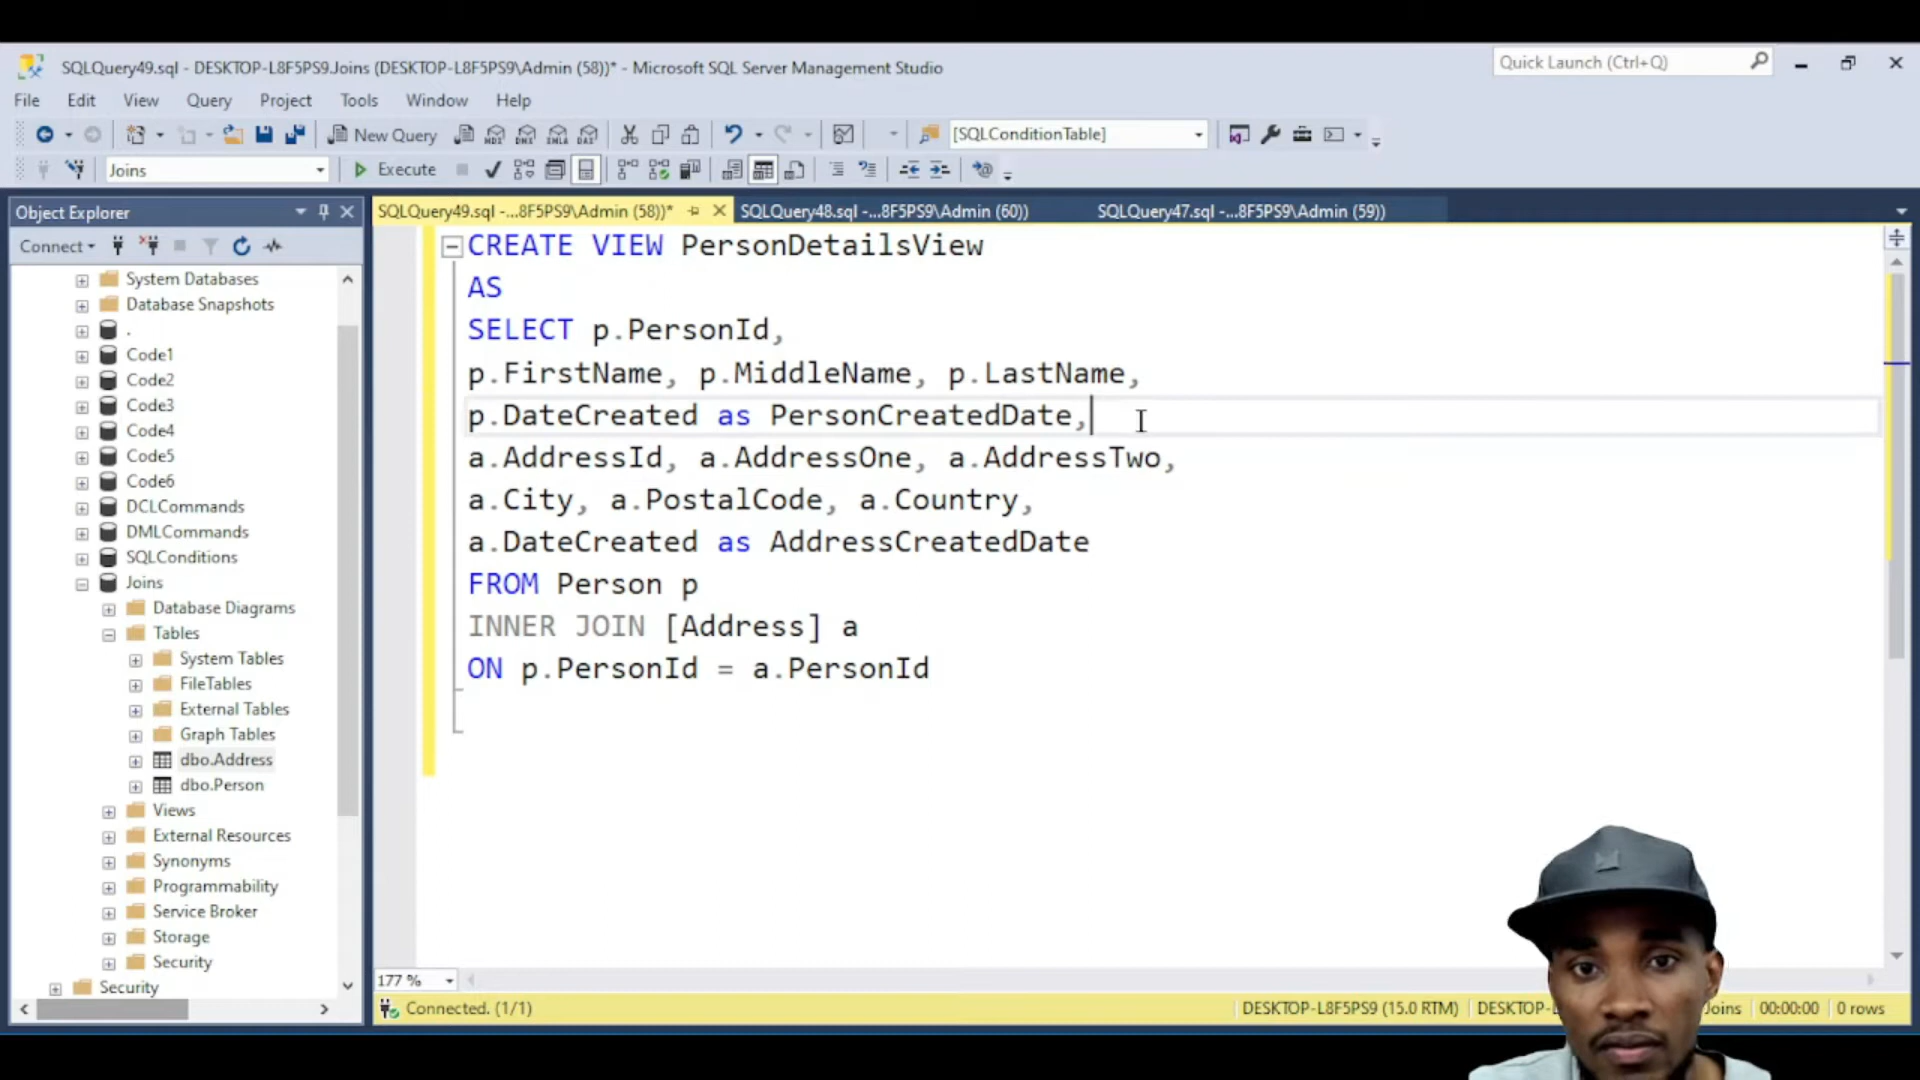 SQLQuery49.sql - DESKTOP-L8F5PS9.Joins (DESKTOP-L8F5PS9\Admin (58))* - Microsoft SQL Server Management Studio
Quick Launch (Ctrl+Q)
File Edit View Query Project Tools Window Help
New Query
[SQLConditionTable]
Joins
Execute
Object Explorer
Connect
System Databases
Database Snapshots
.
Code1
Code2
Code3
Code4
Code5
Code6
DCLCommands
DMLCommands
SQLConditions
Joins
Database Diagrams
Tables
System Tables
FileTables
External Tables
Graph Tables
dbo.Address
dbo.Person
Views
External Resources
Synonyms
Programmability
Service Broker
Storage
Security
Security
SQLQuery49.sql -...8F5PS9\Admin (58))*
SQLQuery48.sql -...8F5PS9\Admin (60))
SQLQuery47.sql -...8F5PS9\Admin (59))
CREATE VIEW PersonDetailsView
AS
SELECT p.PersonId,
p.FirstName, p.MiddleName, p.LastName,
p.DateCreated as PersonCreatedDate,
a.AddressId, a.AddressOne, a.AddressTwo,
a.City, a.PostalCode, a.Country,
a.DateCreated as AddressCreatedDate
FROM Person p
INNER JOIN [Address] a
ON p.PersonId = a.PersonId
177 %
Connected. (1/1)
DESKTOP-L8F5PS9 (15.0 RTM)
DESKTOP-L
Joins
00:00:00
0 rows